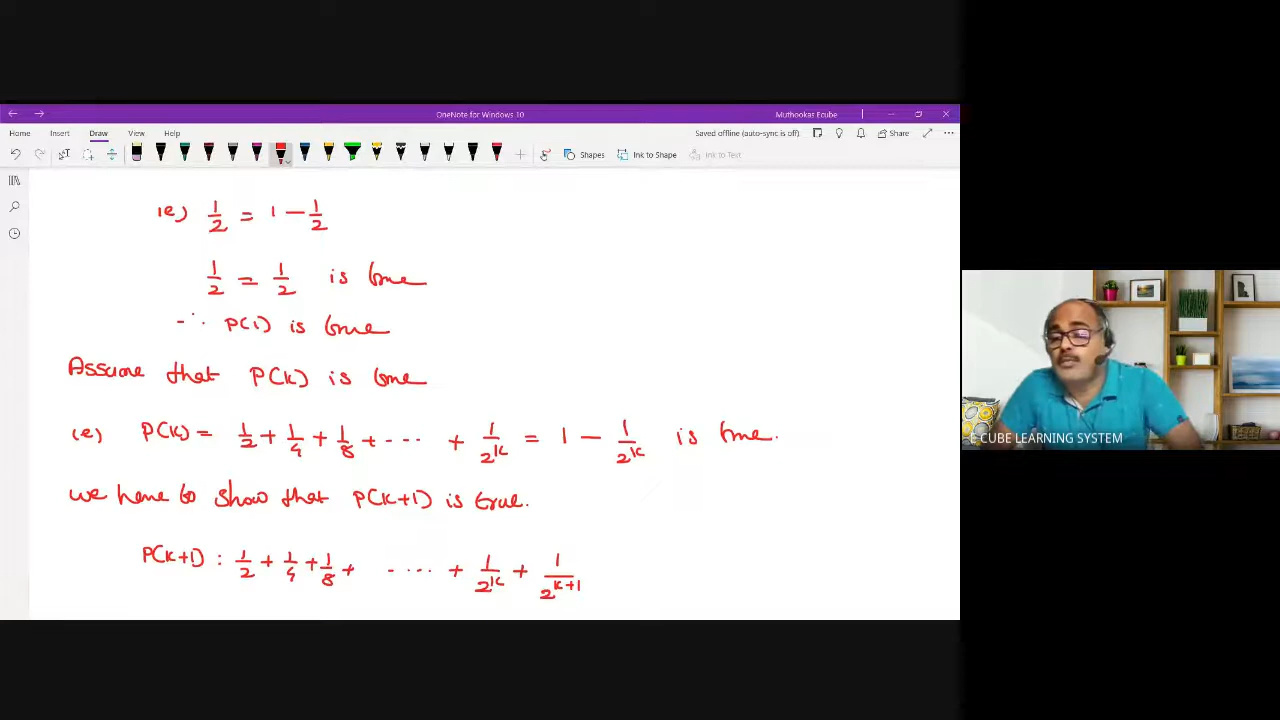 OneNote for Windows 10
Muthookas Ecube
Home Insert Draw View Help
Saved offline (auto-sync is off)
Share
Shapes
Ink to Shape
Ink to Text
(ie) 1/2 = 1 - 1/2
1/2 = 1/2 is true
∴ P(1) is true
Assume that P(K) is true
(ie) P(K) = 1/2 + 1/4 + 1/8 + ... + 1/2^K = 1 - 1/2^K is true.
we have to show that P(K+1) is true.
P(K+1) : 1/2 + 1/4 + 1/8 + .... + 1/2^K + 1/2^(K+1)
E CUBE LEARNING SYSTEM